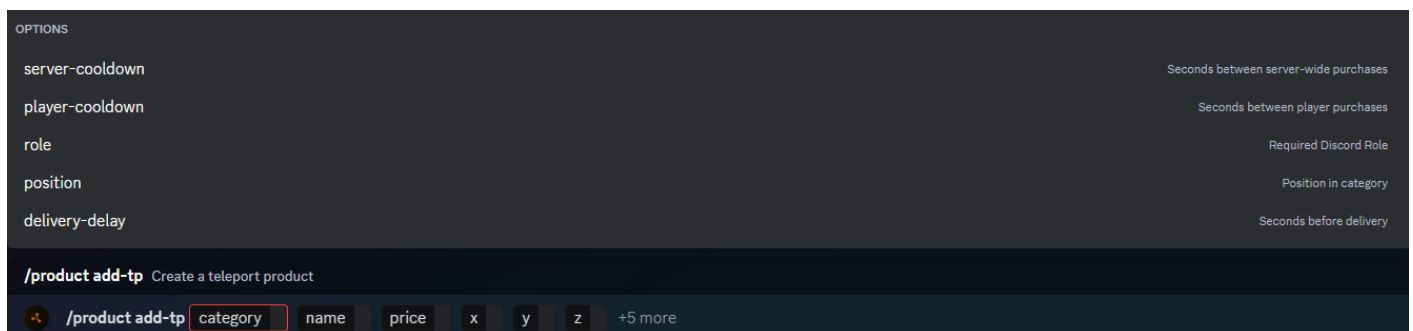 OPTIONS
server-cooldown Seconds between server-wide purchases
player-cooldown Seconds between player purchases
role Required Discord Role
position Position in category
delivery-delay Seconds before delivery
/product add-tp Create a teleport product
/product add-tp category name price x y z +5 more